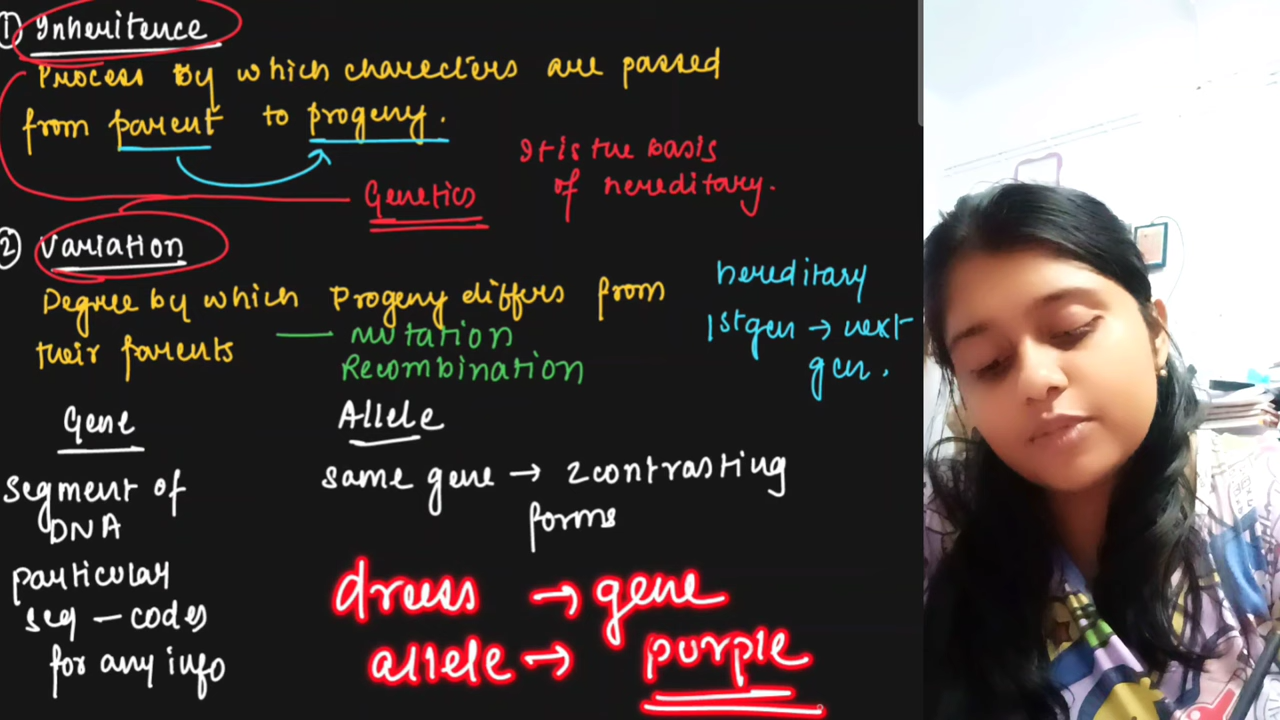 ① Inheritence
Process by which charecters are passed
from parent to progeny.
It is the basis
of hereditary.
Genetics
② Variation
Degree by which Progeny differs from
their parents — mutation
Recombination
hereditary
1st gen → next
gen.
Gene
Segment of
DNA
particular
seq - codes
for any info
Allele
same gene → 2 contrasting
forms
dress → gene
allele → purple